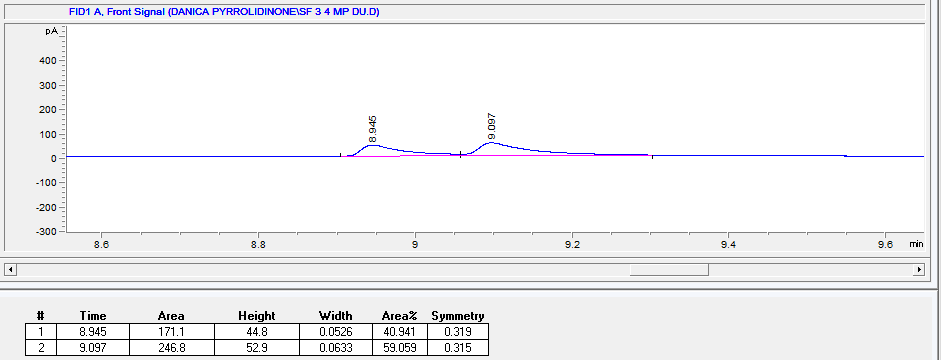 FID1 A, Front Signal (DANICA PYRROLIDINONE\SF 3 4 MP DU.D)
pA
400
300
200
100
0
-100
-200
-300
8.945
9.097
8.6 8.8 9 9.2 9.4 9.6 min
# Time Area Height Width Area% Symmetry
1 8.945 171.1 44.8 0.0526 40.941 0.319
2 9.097 246.8 52.9 0.0633 59.059 0.315